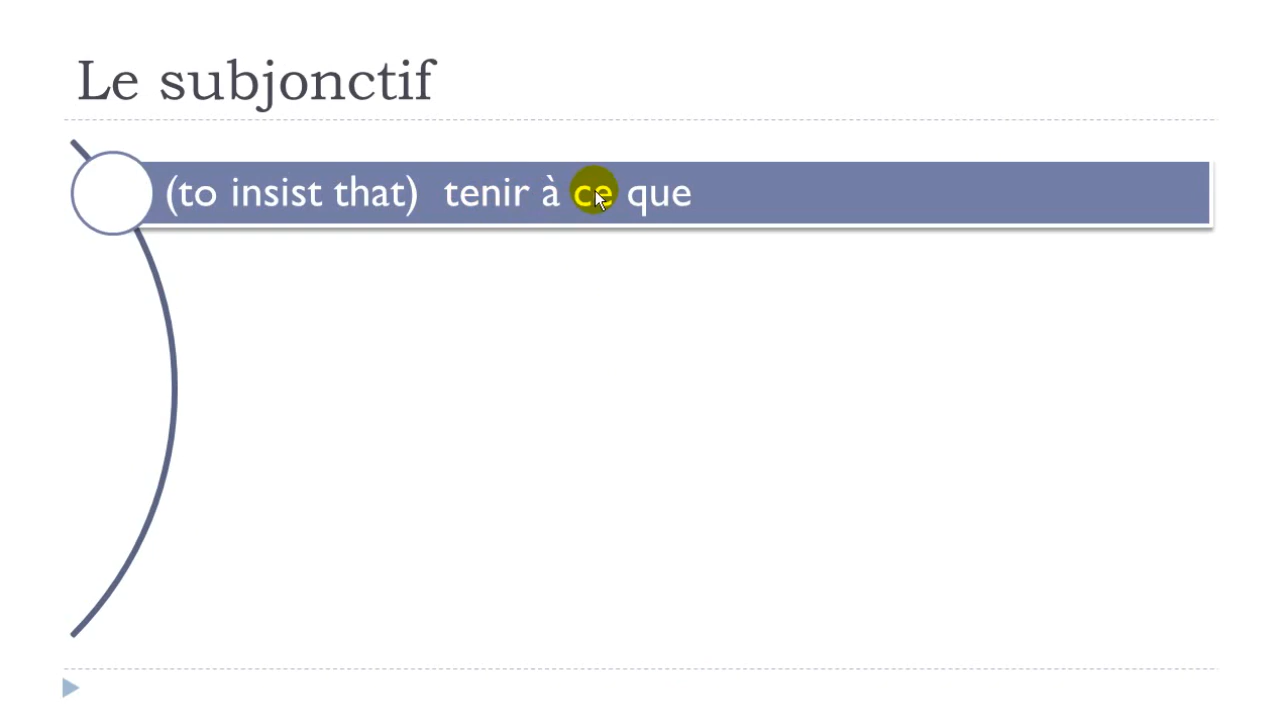 Le subjonctif
(to insist that) tenir à ce que